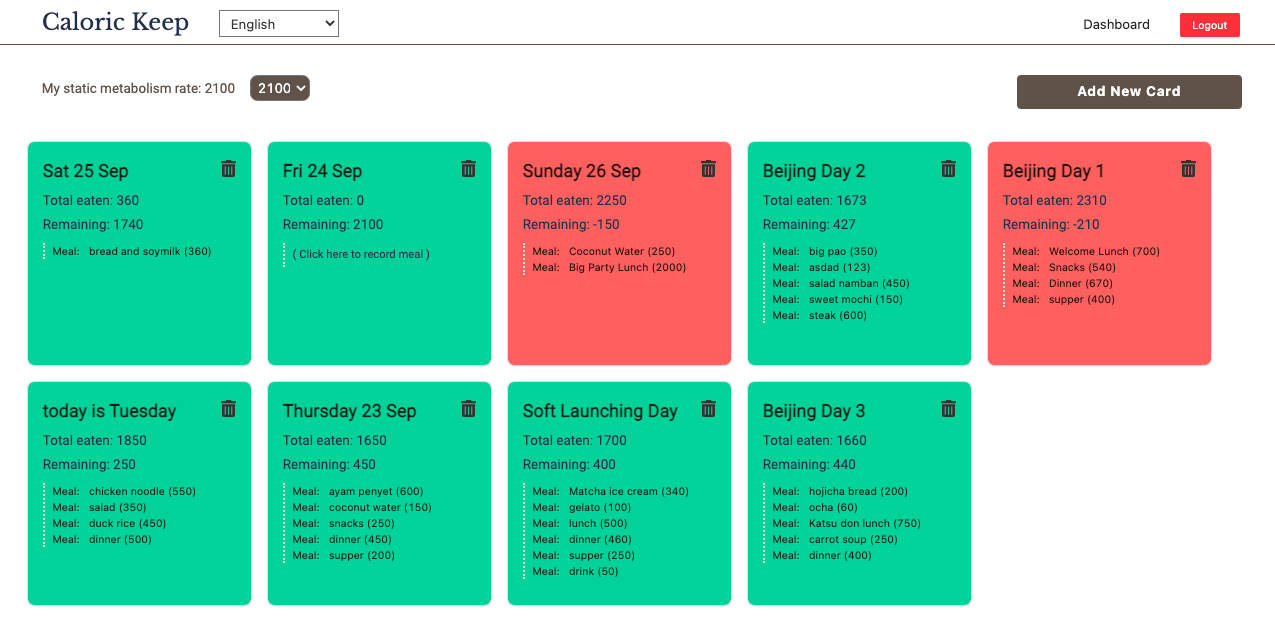 Caloric Keep
English
Dashboard
Logout
My static metabolism rate: 2100
2100
Add New Card
Sat 25 Sep
Total eaten: 360
Remaining: 1740
Meal: bread and soymilk (360)
Fri 24 Sep
Total eaten: 0
Remaining: 2100
( Click here to record meal )
Sunday 26 Sep
Total eaten: 2250
Remaining: -150
Meal: Coconut Water (250)
Meal: Big Party Lunch (2000)
Beijing Day 2
Total eaten: 1673
Remaining: 427
Meal: big pao (350)
Meal: asdad (123)
Meal: salad namban (450)
Meal: sweet mochi (150)
Meal: steak (600)
Beijing Day 1
Total eaten: 2310
Remaining: -210
Meal: Welcome Lunch (700)
Meal: Snacks (540)
Meal: Dinner (670)
Meal: supper (400)
today is Tuesday
Total eaten: 1850
Remaining: 250
Meal: chicken noodle (550)
Meal: salad (350)
Meal: duck rice (450)
Meal: dinner (500)
Thursday 23 Sep
Total eaten: 1650
Remaining: 450
Meal: ayam penyet (600)
Meal: coconut water (150)
Meal: snacks (250)
Meal: dinner (450)
Meal: supper (200)
Soft Launching Day
Total eaten: 1700
Remaining: 400
Meal: Matcha ice cream (340)
Meal: gelato (100)
Meal: lunch (500)
Meal: dinner (460)
Meal: supper (250)
Meal: drink (50)
Beijing Day 3
Total eaten: 1660
Remaining: 440
Meal: hojicha bread (200)
Meal: ocha (60)
Meal: Katsu don lunch (750)
Meal: carrot soup (250)
Meal: dinner (400)